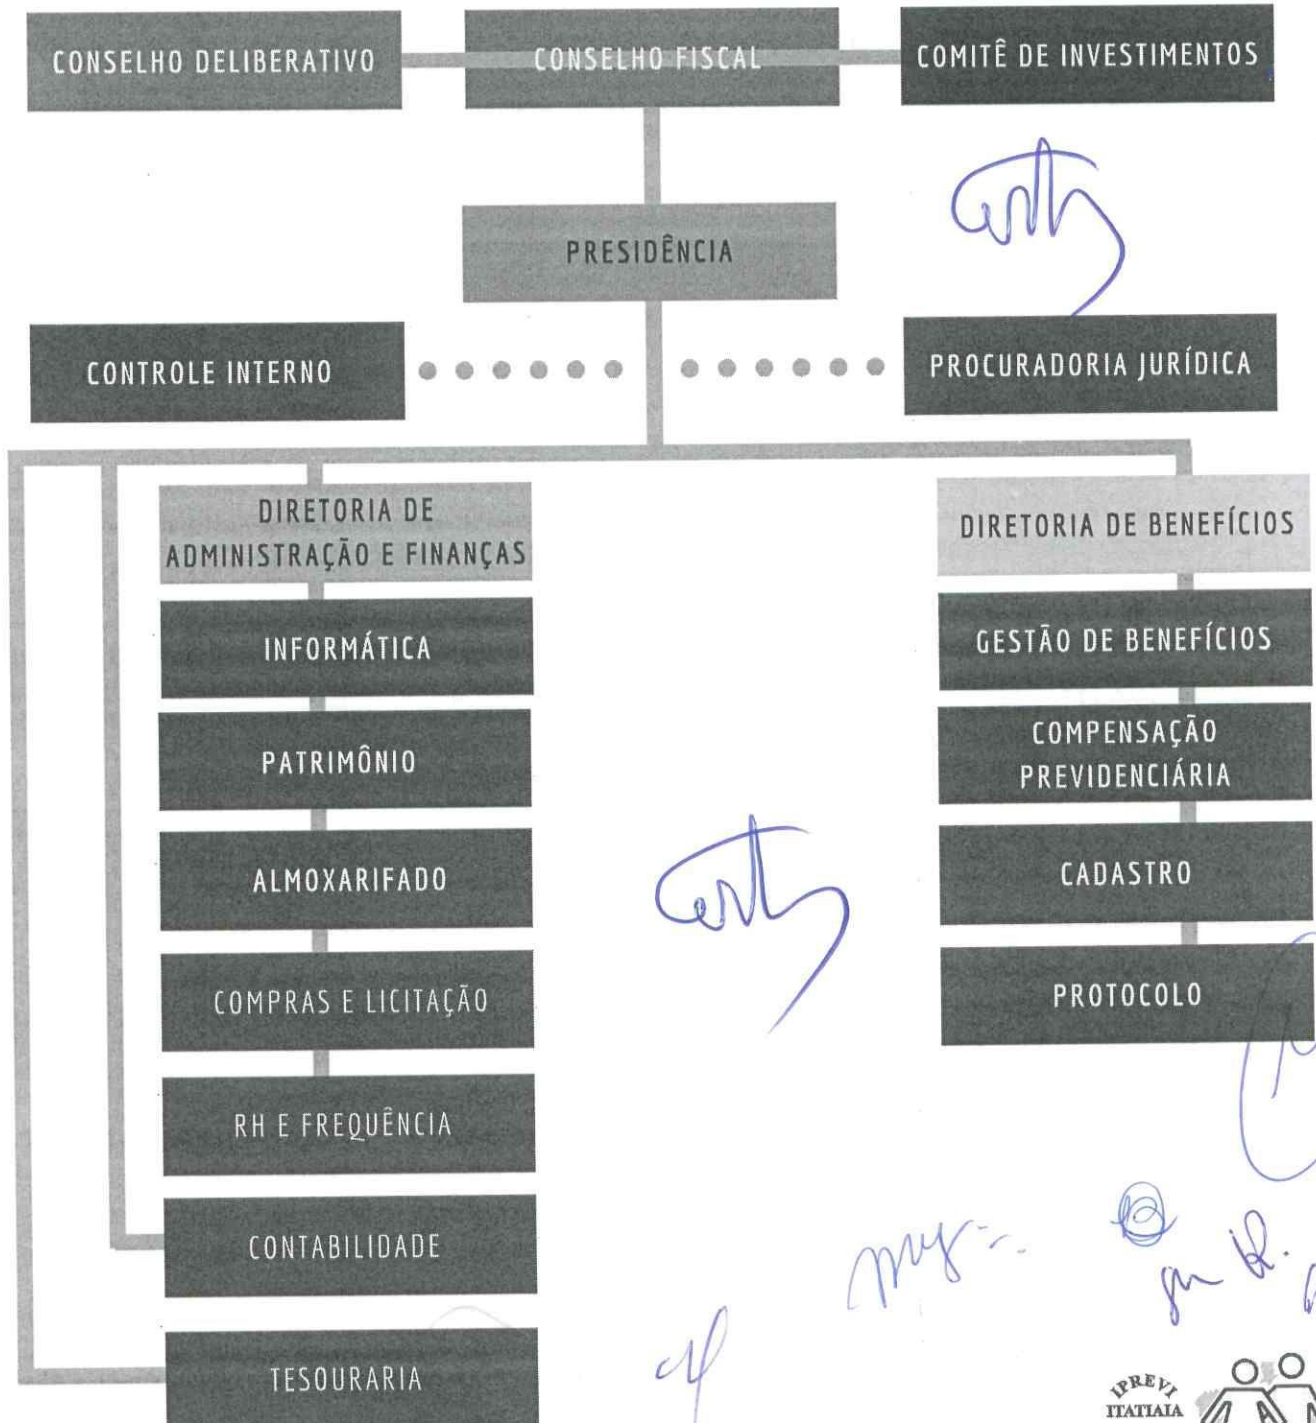 CONSELHO DELIBERATIVO
CONSELHO FISCAL
COMITÊ DE INVESTIMENTOS
PRESIDÊNCIA
CONTROLE INTERNO
PROCURADORIA JURÍDICA
DIRETORIA DE
ADMINISTRAÇÃO E FINANÇAS
INFORMÁTICA
PATRIMÔNIO
ALMOXARIFADO
COMPRAS E LICITAÇÃO
RH E FREQUÊNCIA
CONTABILIDADE
TESOURARIA
DIRETORIA DE BENEFÍCIOS
GESTÃO DE BENEFÍCIOS
COMPENSAÇÃO
PREVIDENCIÁRIA
CADASTRO
PROTOCOLO
IPREVI
ITATIAIA